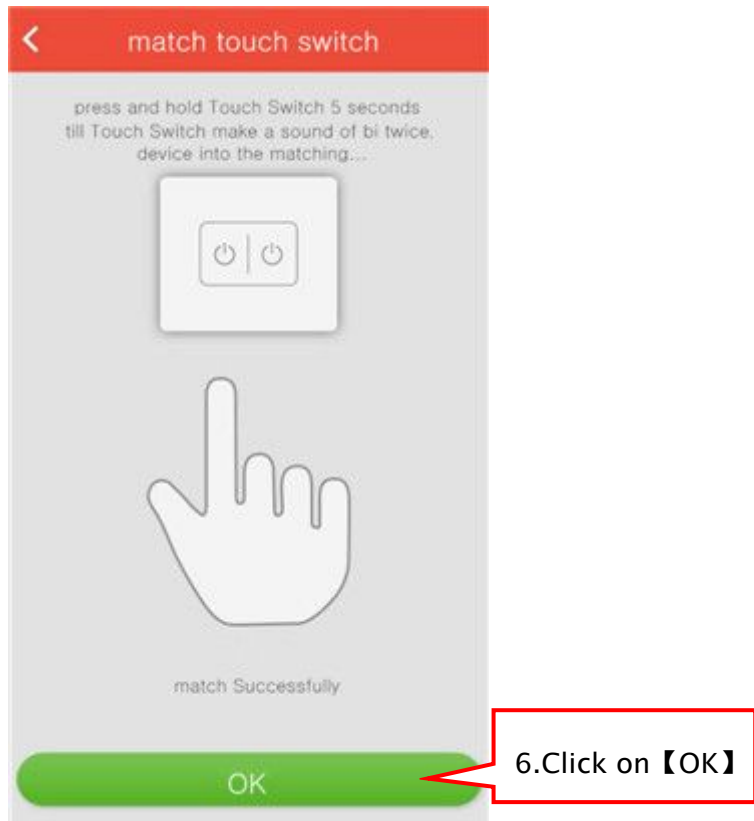 match touch switch
press and hold Touch Switch 5 seconds
till Touch Switch make a sound of bi twice.
device into the matching...
match Successfully
OK
6.Click on【OK】